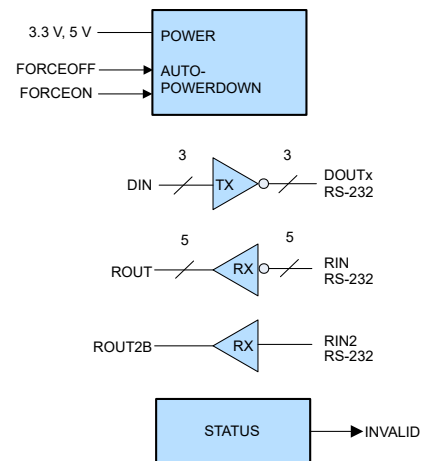 3.3 V, 5 V
POWER
FORCEOFF
AUTO-
POWERDOWN
FORCEON
3
3
DIN
TX
DOUTx
RS-232
5
5
ROUT
RX
RIN
RS-232
ROUT2B
RX
RIN2
RS-232
STATUS
INVALID